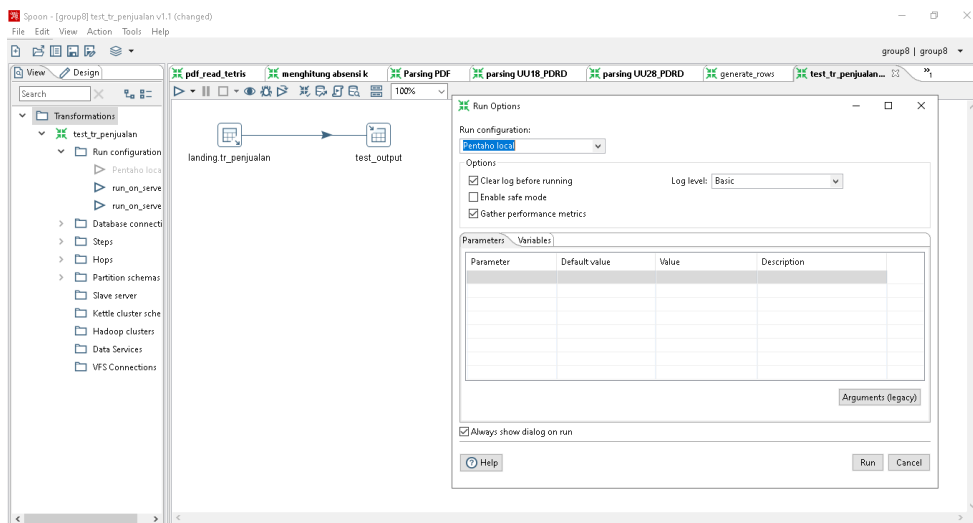 Spoon - [group8] test_tr_penjualan v1.1 (changed)
File Edit View Action Tools Help
group8 | group8
View Design
Search
Transformations
test_tr_penjualan
Run configuration
Pentaho loca
run_on_serve
run_on_serve
Database connecti
Steps
Hops
Partition schemas
Slave server
Kettle cluster sche
Hadoop clusters
Data Services
VFS Connections
pdf_read_tetris menghitung absensi k Parsing PDF parsing UU18_PDRD parsing UU28_PDRD generate_rows test_tr_penjualan... »1
100%
landing.tr_penjualan test_output
Run Options
Run configuration:
Pentaho local
Options
Clear log before running Log level: Basic
Enable safe mode
Gather performance metrics
Parameters Variables
Parameter Default value Value Description
Arguments (legacy)
Always show dialog on run
Help Run Cancel